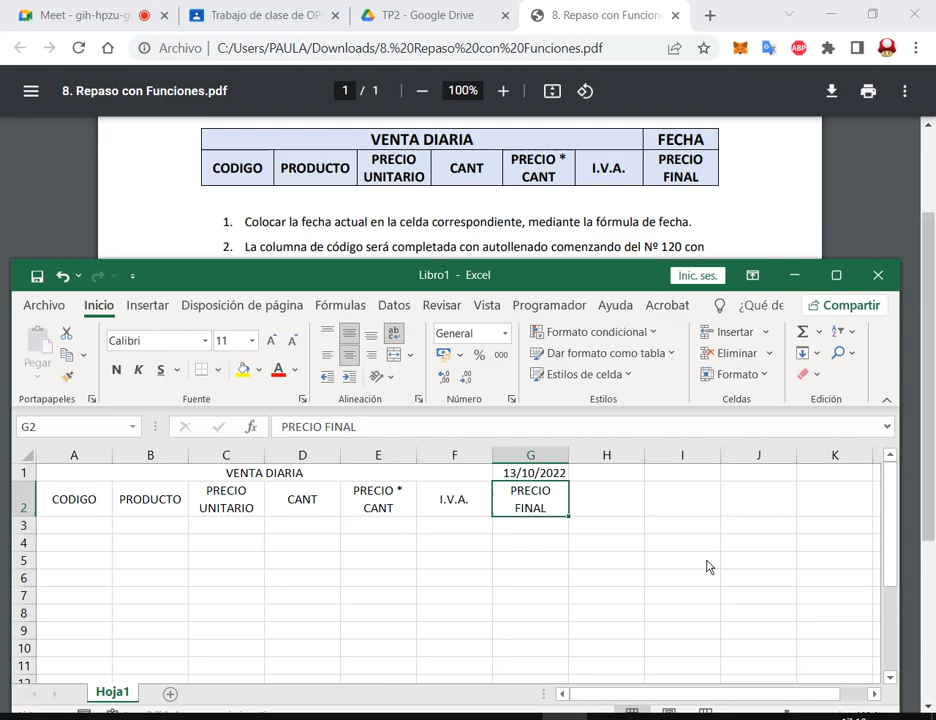 Meet - gih-hpzu-g
Trabajo de clase de OPI
TP2 - Google Drive
8. Repaso con Funciones
Archivo C:/Users/PAULA/Downloads/8.%20Repaso%20con%20Funciones.pdf
ABP
8. Repaso con Funciones.pdf
1 / 1
100%
VENTA DIARIA FECHA
CODIGO PRODUCTO PRECIO UNITARIO CANT PRECIO * CANT I.V.A. PRECIO FINAL
1. Colocar la fecha actual en la celda correspondiente, mediante la fórmula de fecha.
2. La columna de código será completada con autollenado comenzando del Nº 120 con
Libro1 - Excel
Inic. ses.
Archivo Inicio Insertar Disposición de página Fórmulas Datos Revisar Vista Programador Ayuda Acrobat ¿Qué de Compartir
Pegar
Calibri 11
N K S
General
% 000
Formato condicional
Dar formato como tabla
Estilos de celda
Insertar
Eliminar
Formato
Portapapeles Fuente Alineación Número Estilos Celdas Edición
G2 fx PRECIO FINAL
A B C D E F G H I J K
1 VENTA DIARIA 13/10/2022
2 CODIGO PRODUCTO PRECIO UNITARIO CANT PRECIO * CANT I.V.A. PRECIO FINAL
3
4
5
6
7
8
9
10
11
12
Hoja1